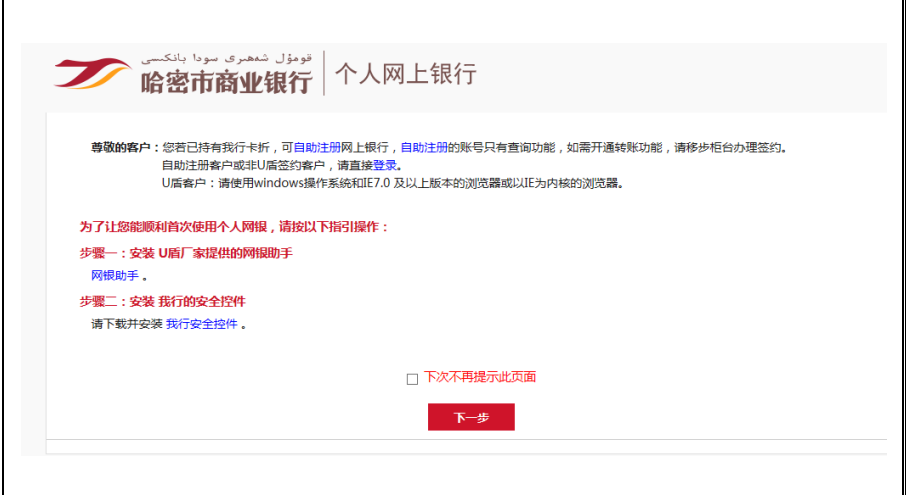 قومۇل شەھىرى سودا بانكىسى
哈密市商业银行
个人网上银行
尊敬的客户：您若已持有我行卡折，可自助注册网上银行，自助注册的账号只有查询功能，如需开通转账功能，请移步柜台办理签约。
自助注册客户或非U盾签约客户，请直接登录。
U盾客户：请使用windows操作系统和IE7.0 及以上版本的浏览器或以IE为内核的浏览器。
为了让您能顺利首次使用个人网银，请按以下指引操作：
步骤一：安装 U盾厂家提供的网银助手
网银助手 。
步骤二：安装 我行的安全控件
请下载并安装 我行安全控件 。
下次不再提示此页面
下一步